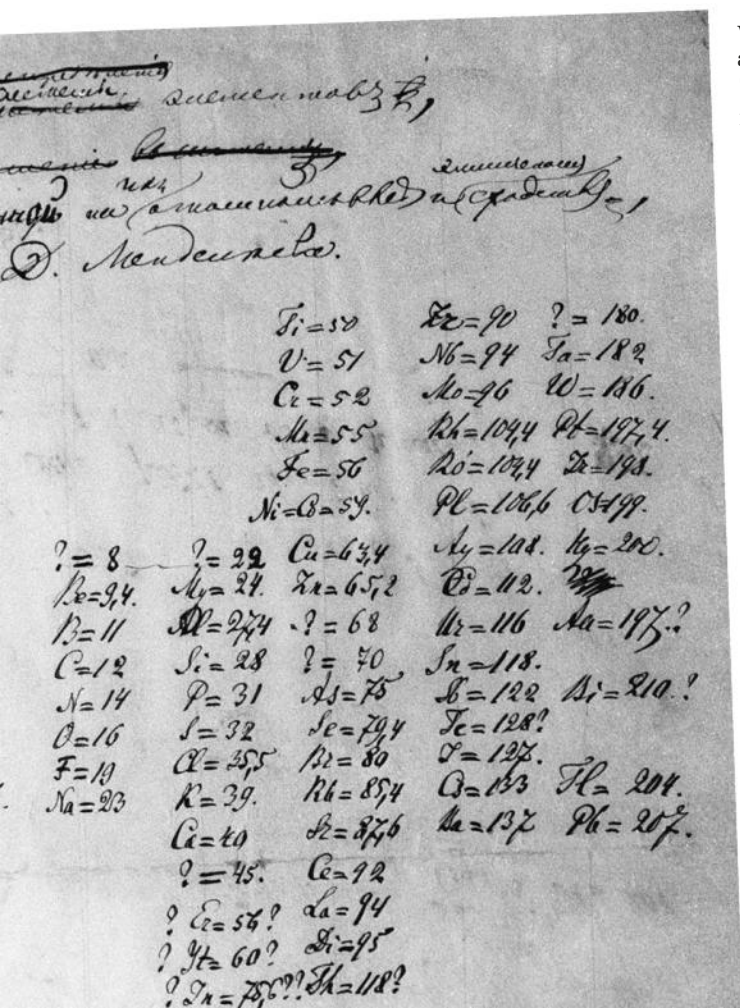 элементовъ,
на
Д. Менделеева.
Ti=50 Zr=90 ?=180.
V=51 Nb=94 Ta=182
Cr=52 Mo=96 W=186.
Mn=55 Rh=104,4 Pt=197,4.
Fe=56 Ro=104,4 Ir=198.
Ni=Co=59. Pl=106,6 Os=199.
?=8 ?=22 Cu=63,4 Ag=108. Hg=200.
Be=9,4. Mg=24. Zn=65,2 Cd=112.
B=11 Al=27,4 ?=68 Ur=116 Au=197.?
C=12 Si=28 ?=70 Sn=118.
N=14 P=31 As=75 Sb=122 Bi=210.?
O=16 S=32 Se=79,4 Te=128?
F=19 Cl=35,5 Br=80 I=127.
Na=23 K=39. Rb=85,4 Cs=133 Tl=204.
Ca=40 Sr=87,6 Ba=137 Pb=207.
?=45. Ce=92
? Er=56? La=94
? Yt=60? Di=95
? In=75,6?? Th=118?